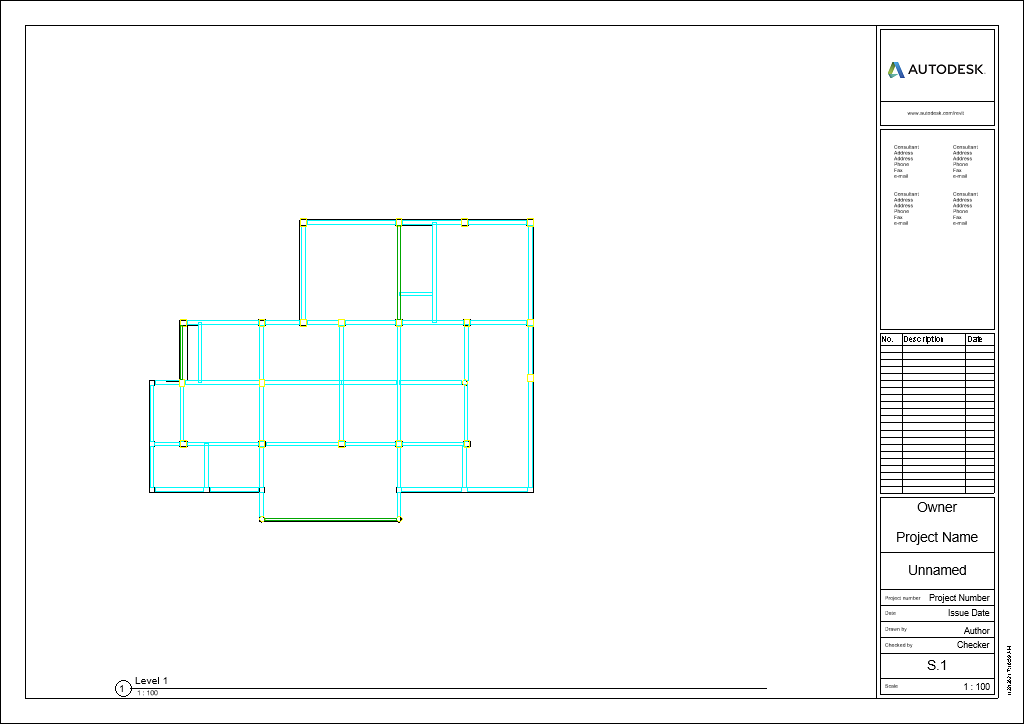 AUTODESK
www.autodesk.com/revit
Consultant
Address
Address
Phone
Fax
e-mail
Consultant
Address
Address
Phone
Fax
e-mail
Consultant
Address
Address
Phone
Fax
e-mail
Consultant
Address
Address
Phone
Fax
e-mail
No. Description Date
Owner
Project Name
Unnamed
Project number Project Number
Date Issue Date
Drawn by Author
Checked by Checker
S.1
Scale 1 : 100
1 Level 1
1 : 100